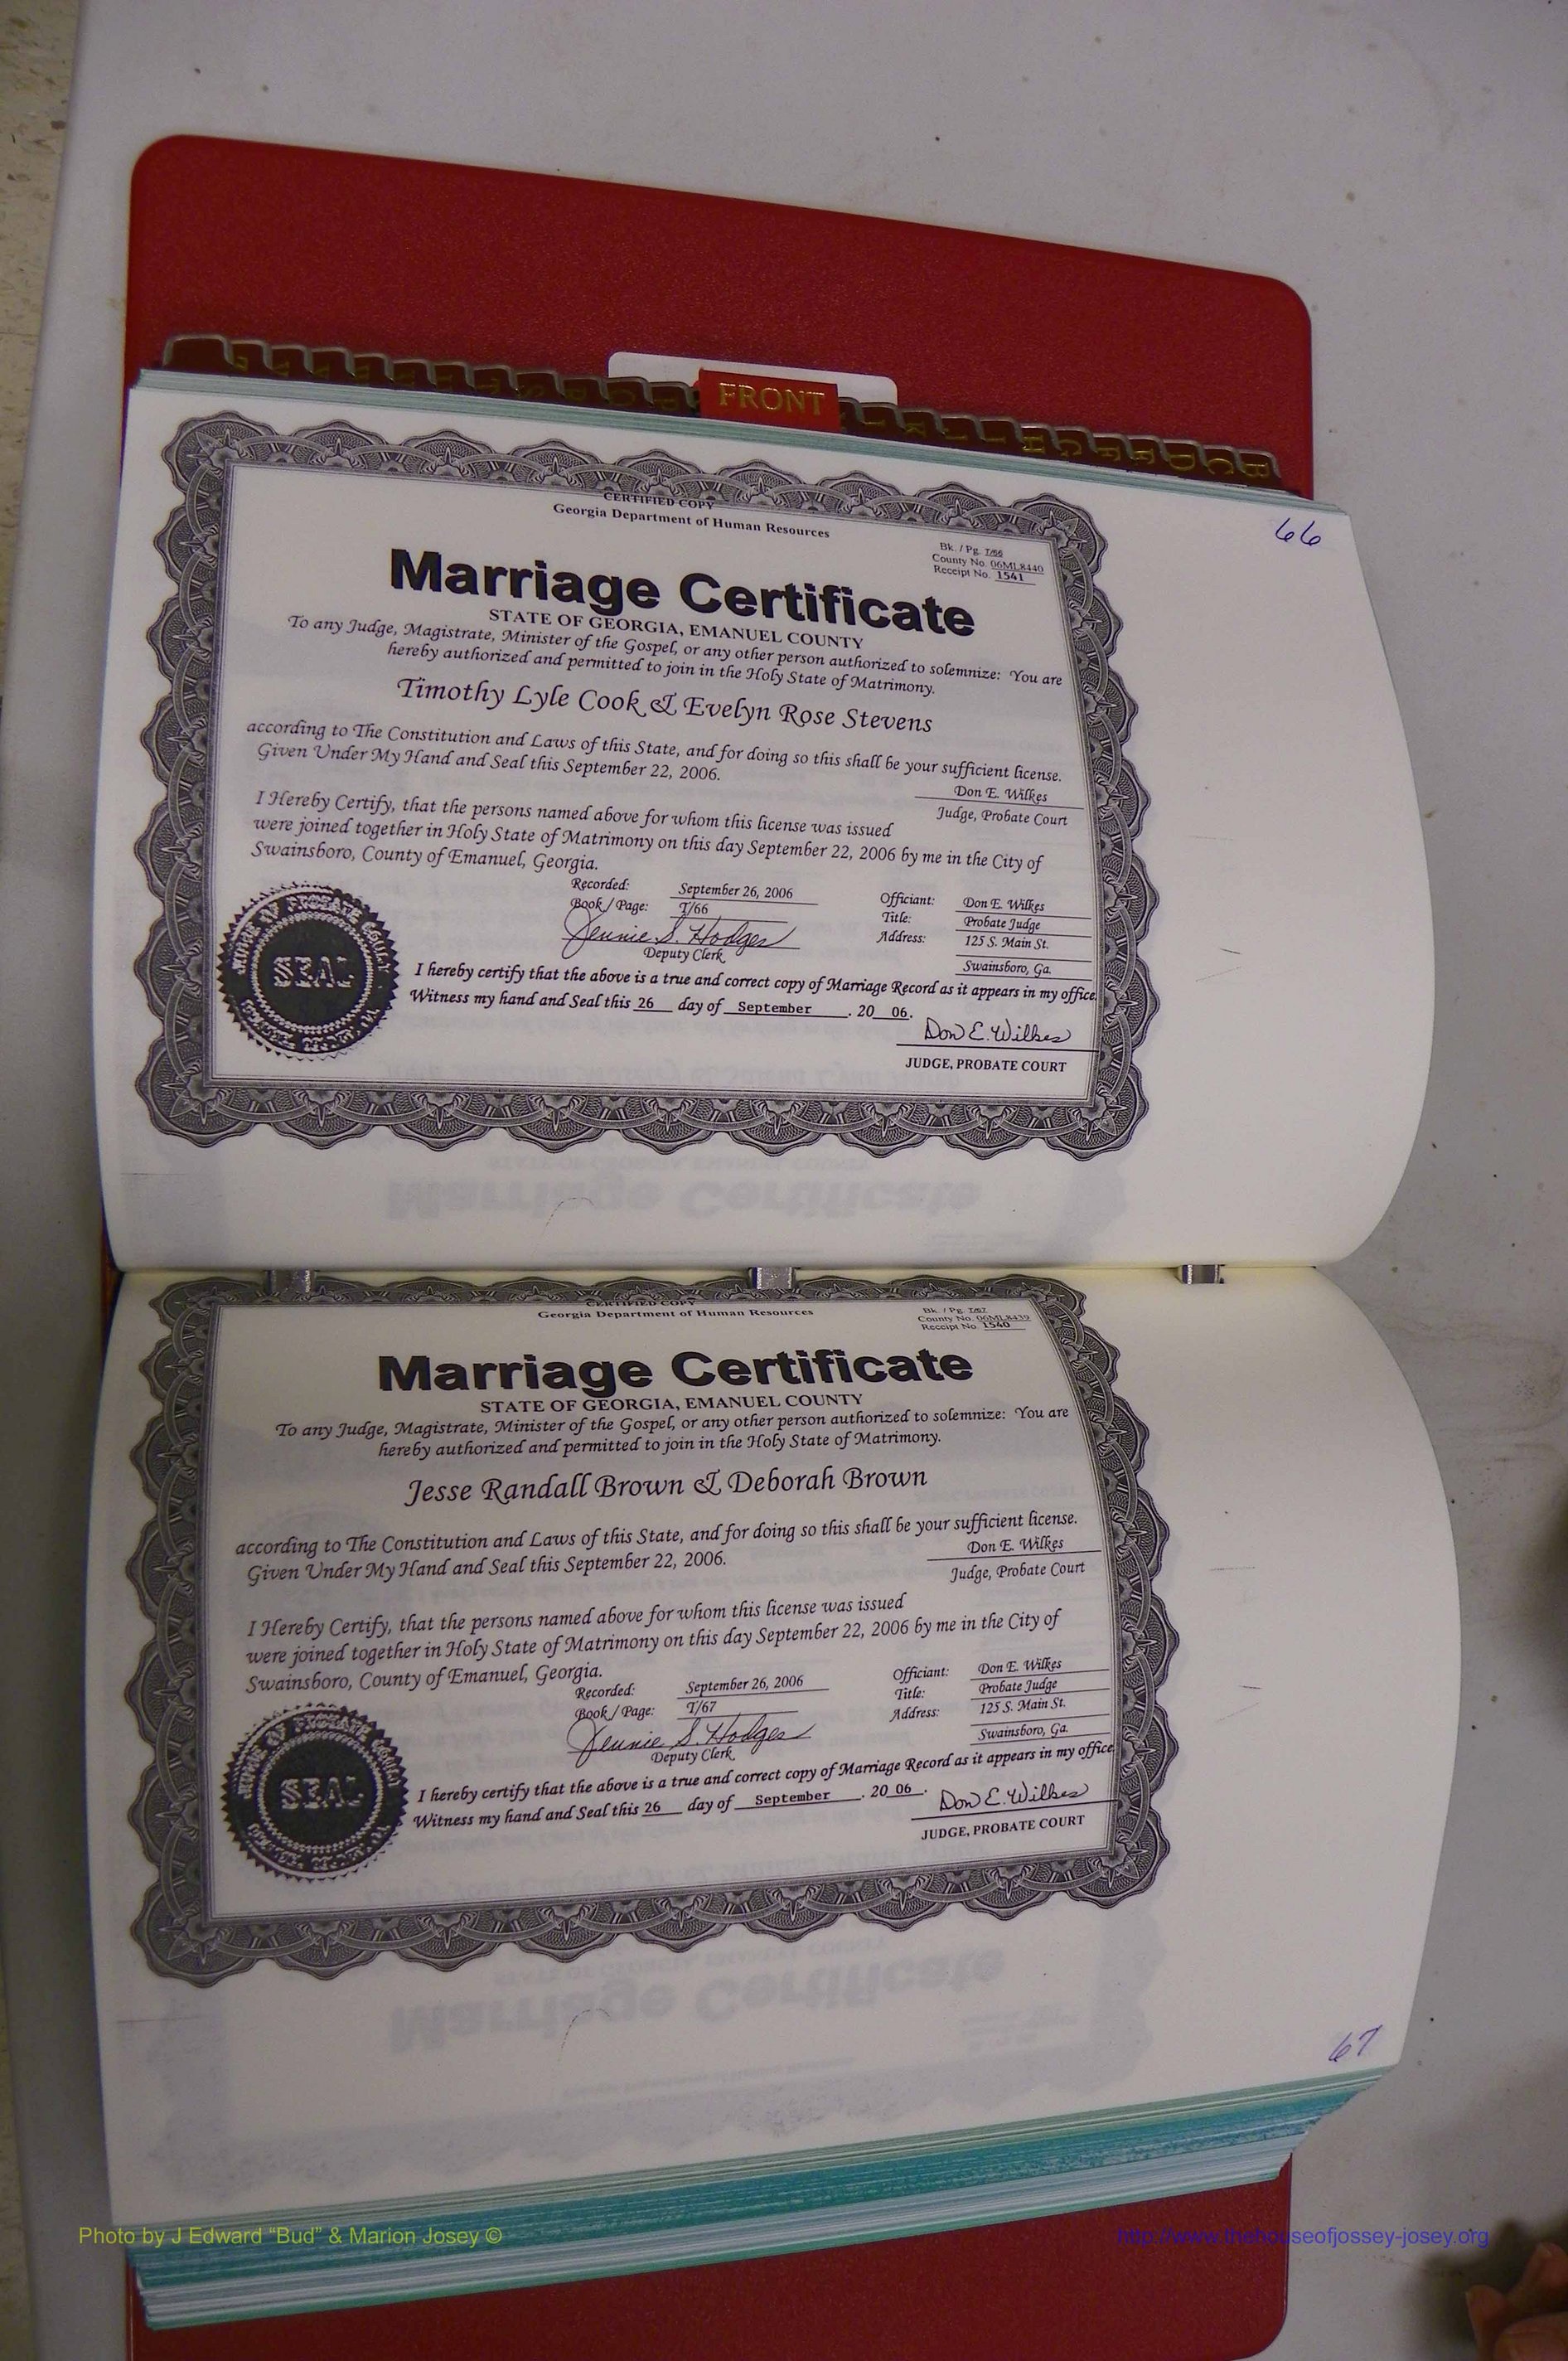 FRONT
66
CERTIFIED COPY
Georgia Department of Human Resources
Bk. / Pg. T/66
County No. 06ML8440
Receipt No. 1541
Marriage Certificate
STATE OF GEORGIA, EMANUEL COUNTY
To any Judge, Magistrate, Minister of the Gospel, or any other person authorized to solemnize: You are
hereby authorized and permitted to join in the Holy State of Matrimony.
Timothy Lyle Cook & Evelyn Rose Stevens
according to The Constitution and Laws of this State, and for doing so this shall be your sufficient license.
Given Under My Hand and Seal this September 22, 2006.
Don E. Wilkes
Judge, Probate Court
I Hereby Certify, that the persons named above for whom this license was issued
were joined together in Holy State of Matrimony on this day September 22, 2006 by me in the City of
Swainsboro, County of Emanuel, Georgia.
Recorded: September 26, 2006
Book / Page: T/66
Jennie S. Hodges
Deputy Clerk
Officiant: Don E. Wilkes
Title: Probate Judge
Address: 125 S. Main St.
Swainsboro, Ga.
SEAL
I hereby certify that the above is a true and correct copy of Marriage Record as it appears in my office.
Witness my hand and Seal this 26 day of September . 20 06.
Don E. Wilkes
JUDGE, PROBATE COURT
CERTIFIED COPY
Georgia Department of Human Resources
Bk. / Pg. T/67
County No. 06ML8439
Receipt No. 1540
Marriage Certificate
STATE OF GEORGIA, EMANUEL COUNTY
To any Judge, Magistrate, Minister of the Gospel, or any other person authorized to solemnize: You are
hereby authorized and permitted to join in the Holy State of Matrimony.
Jesse Randall Brown & Deborah Brown
according to The Constitution and Laws of this State, and for doing so this shall be your sufficient license.
Given Under My Hand and Seal this September 22, 2006.
Don E. Wilkes
Judge, Probate Court
I Hereby Certify, that the persons named above for whom this license was issued
were joined together in Holy State of Matrimony on this day September 22, 2006 by me in the City of
Swainsboro, County of Emanuel, Georgia.
Recorded: September 26, 2006
Book / Page: T/67
Jennie S. Hodges
Deputy Clerk
Officiant: Don E. Wilkes
Title: Probate Judge
Address: 125 S. Main St.
Swainsboro, Ga.
SEAL
I hereby certify that the above is a true and correct copy of Marriage Record as it appears in my office.
Witness my hand and Seal this 26 day of September . 20 06 .
Don E. Wilkes
JUDGE, PROBATE COURT
67
Photo by J Edward “Bud” & Marion Josey ©
http://www.thehouseofjossey-josey.org